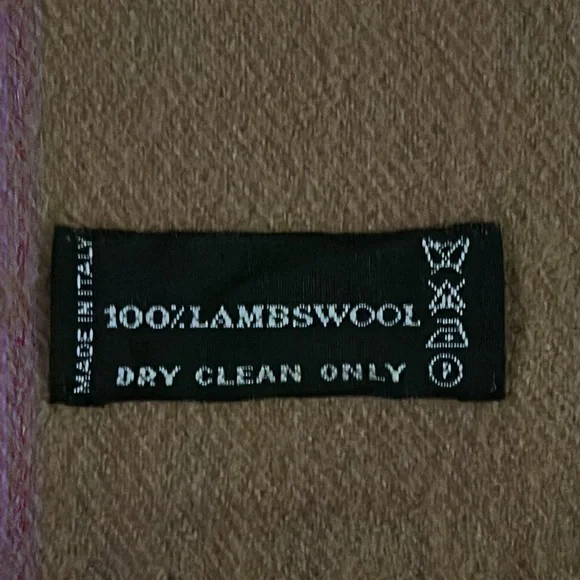 MADE IN ITALY
100%LAMBSWOOL
DRY CLEAN ONLY
P